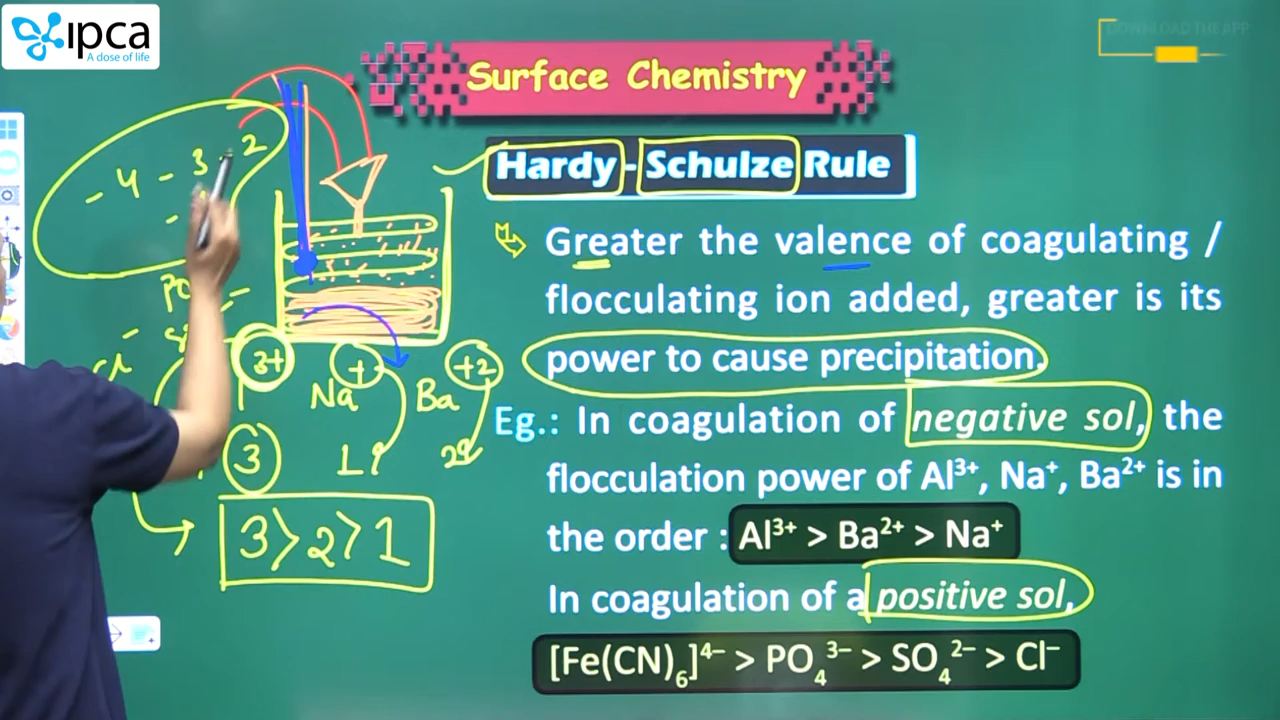 ipca
A dose of life
DOWNLOAD THE APP
Surface Chemistry
Hardy-Schulze Rule
Greater the valence of coagulating /
flocculating ion added, greater is its
power to cause precipitation.
Eg.: In coagulation of negative sol, the
flocculation power of Al³⁺, Na⁺, Ba²⁺ is in
the order : Al³⁺ > Ba²⁺ > Na⁺
In coagulation of a positive sol,
[Fe(CN)₆]⁴⁻ > PO₄³⁻ > SO₄²⁻ > Cl⁻
- 4 - 3 - 2
3+ Na + Ba +2
3
3 > 2 > 1